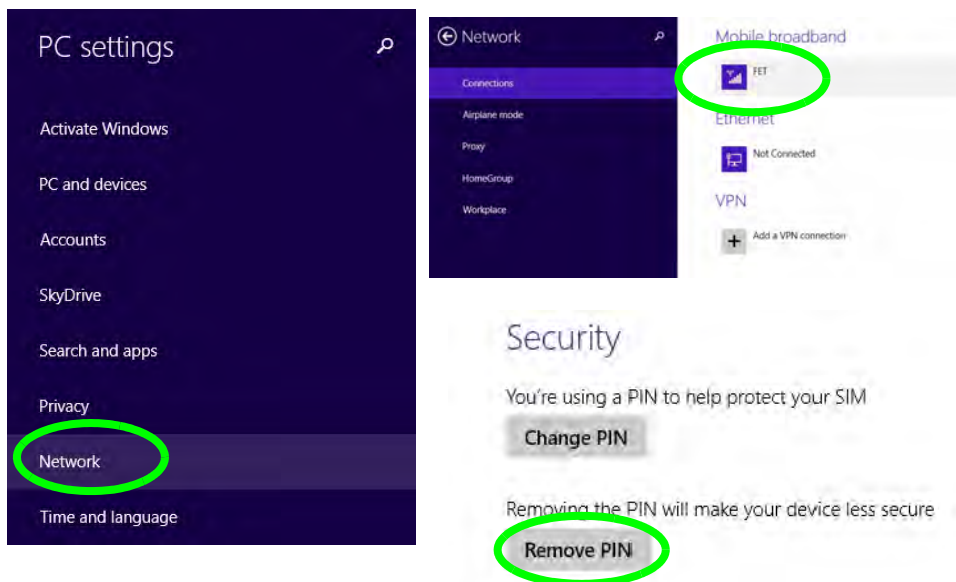 PC settings
Activate Windows
PC and devices
Accounts
SkyDrive
Search and apps
Privacy
Network
Time and language
Network
Connections
Airplane mode
Proxy
HomeGroup
Workplace
Mobile broadband
FET
Ethernet
Not Connected
VPN
Add a VPN connection
Security
You're using a PIN to help protect your SIM
Change PIN
Removing the PIN will make your device less secure
Remove PIN